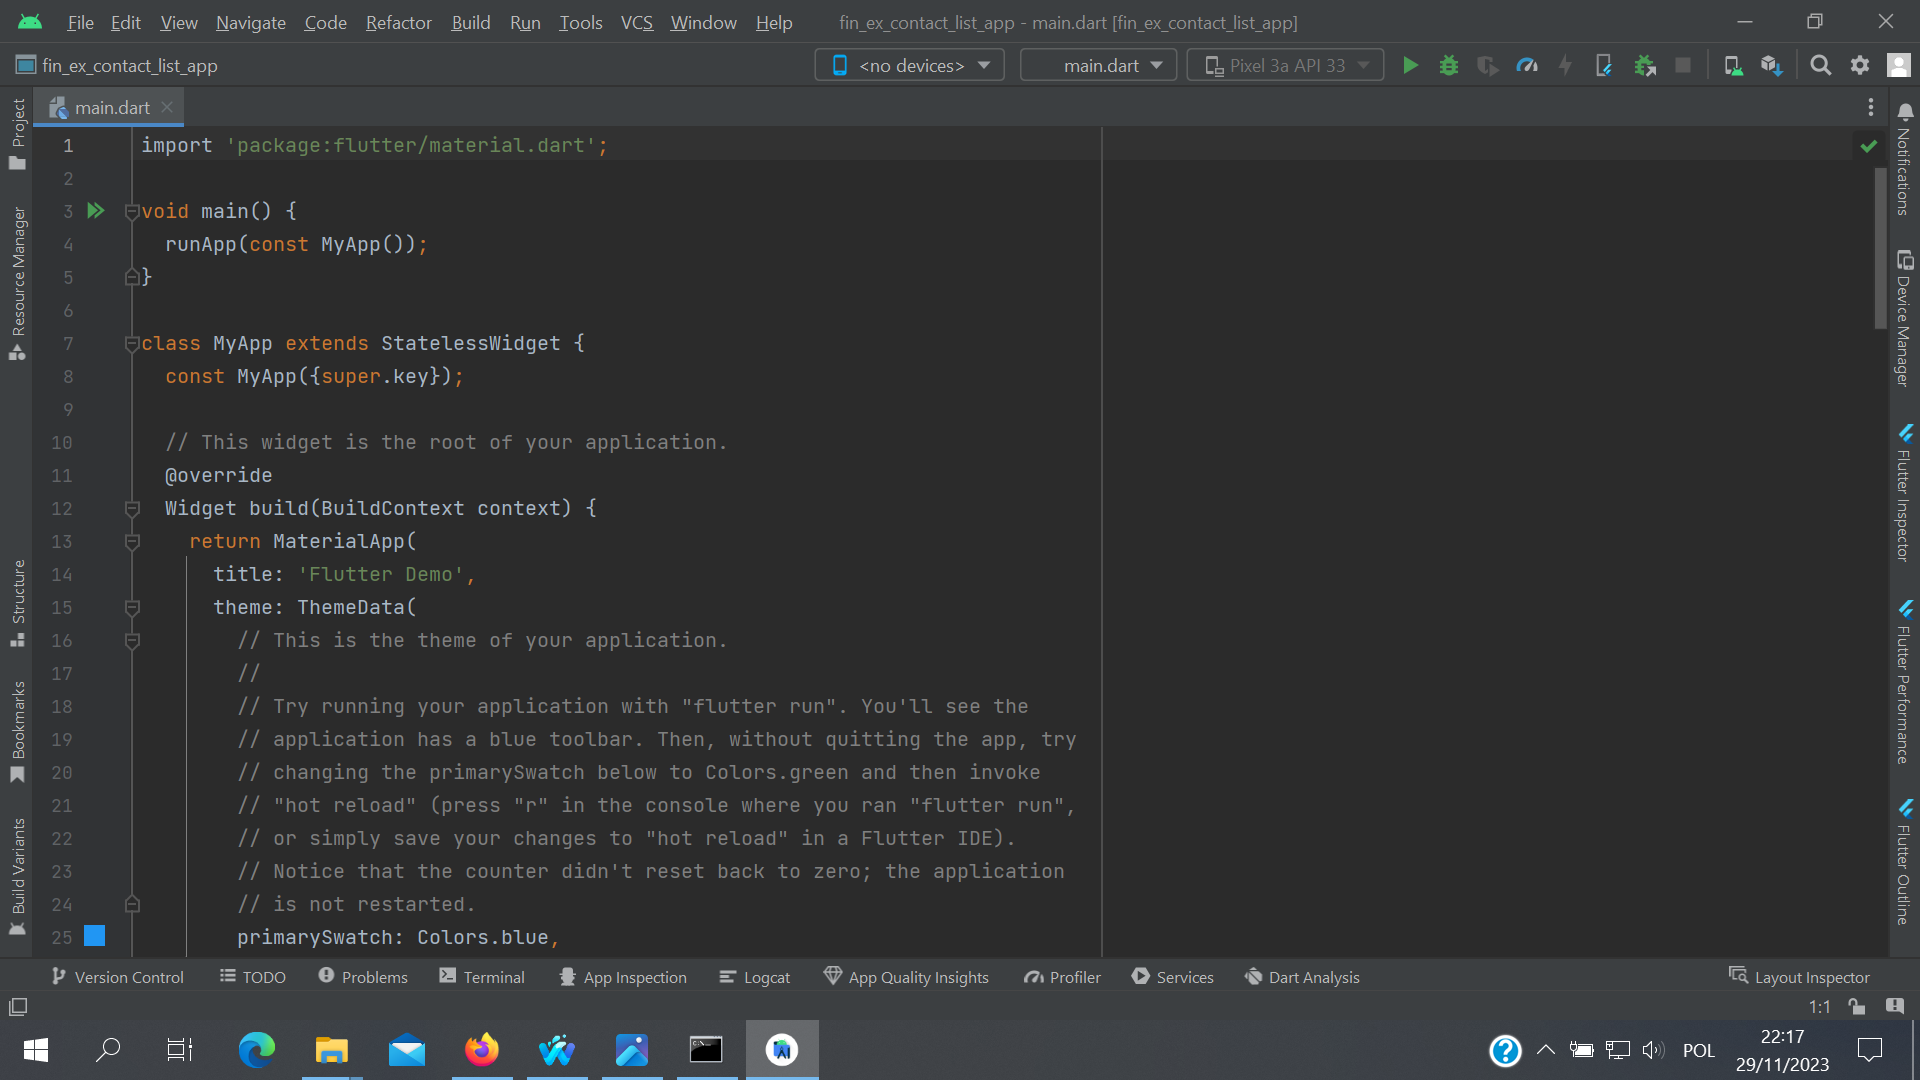 File Edit View Navigate Code Refactor Build Run Tools VCS Window Help fin_ex_contact_list_app - main.dart [fin_ex_contact_list_app]
fin_ex_contact_list_app <no devices> main.dart Pixel 3a API 33
main.dart
Project
Resource Manager
Structure
Bookmarks
Build Variants
1 import 'package:flutter/material.dart';
2
3 void main() {
4 runApp(const MyApp());
5 }
6
7 class MyApp extends StatelessWidget {
8 const MyApp({super.key});
9
10 // This widget is the root of your application.
11 @override
12 Widget build(BuildContext context) {
13 return MaterialApp(
14 title: 'Flutter Demo',
15 theme: ThemeData(
16 // This is the theme of your application.
17 //
18 // Try running your application with "flutter run". You'll see the
19 // application has a blue toolbar. Then, without quitting the app, try
20 // changing the primarySwatch below to Colors.green and then invoke
21 // "hot reload" (press "r" in the console where you ran "flutter run",
22 // or simply save your changes to "hot reload" in a Flutter IDE).
23 // Notice that the counter didn't reset back to zero; the application
24 // is not restarted.
25 primarySwatch: Colors.blue,
Notifications
Device Manager
Flutter Inspector
Flutter Performance
Flutter Outline
Version Control TODO Problems Terminal App Inspection Logcat App Quality Insights Profiler Services Dart Analysis Layout Inspector
1:1
POL
22:17
29/11/2023